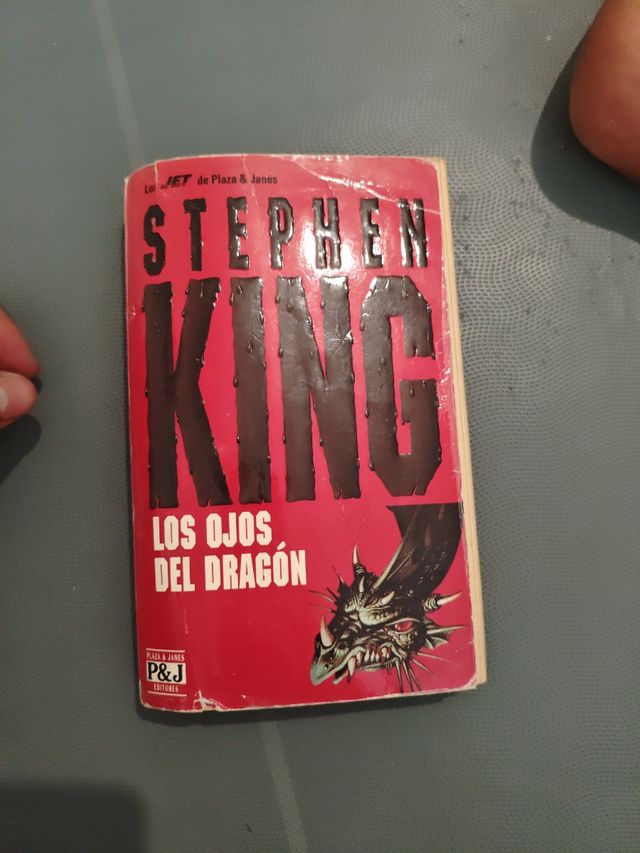 Los JET de Plaza & Janés
STEPHEN
KING
LOS OJOS
DEL DRAGÓN
PLAZA & JANES
P&J
EDITORES